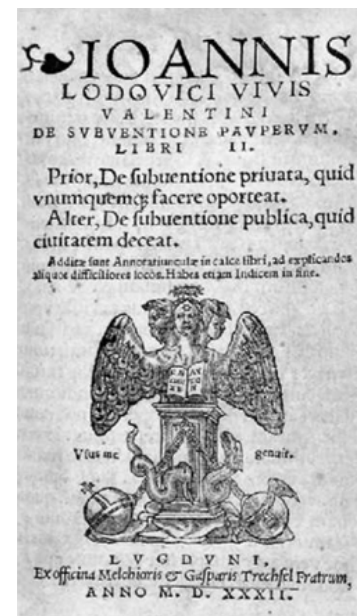 IOANNIS
LODOVICI VIVIS
VALENTINI
DE SVBVENTIONE PAVPERVM.
LIBRI II.
Prior, De subuentione priuata, quid
vnumquemq; facere oporteat.
Alter, De subuentione publica, quid
ciuitatem deceat.
Additæ sunt Annotatiunculæ in calce libri, ad explicandos
aliquot difficiliores locos. Habes etiam Indicem in fine.
Vsus me genuit.
LVGDVNI,
Ex officina Melchioris & Gasparis Trechsel Fratrum,
ANNO M. D. XXXII.